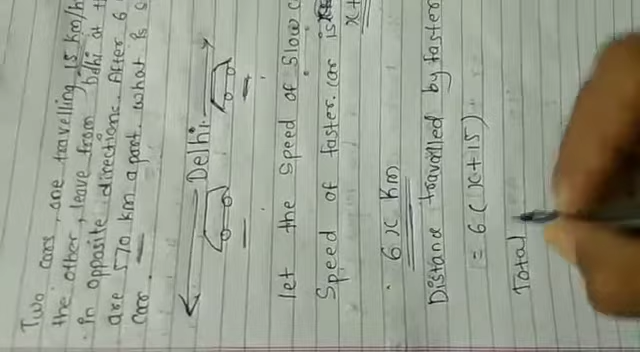 Two cars, one travelling 15 km/h
the other, leave from Delhi at
in opposite directions. After 6
are 570 km apart. what is
car
Delhi
let the speed of slow
Speed of faster car is
x+
6x Km
Distance travelled by faster
= 6(x+15)
Total